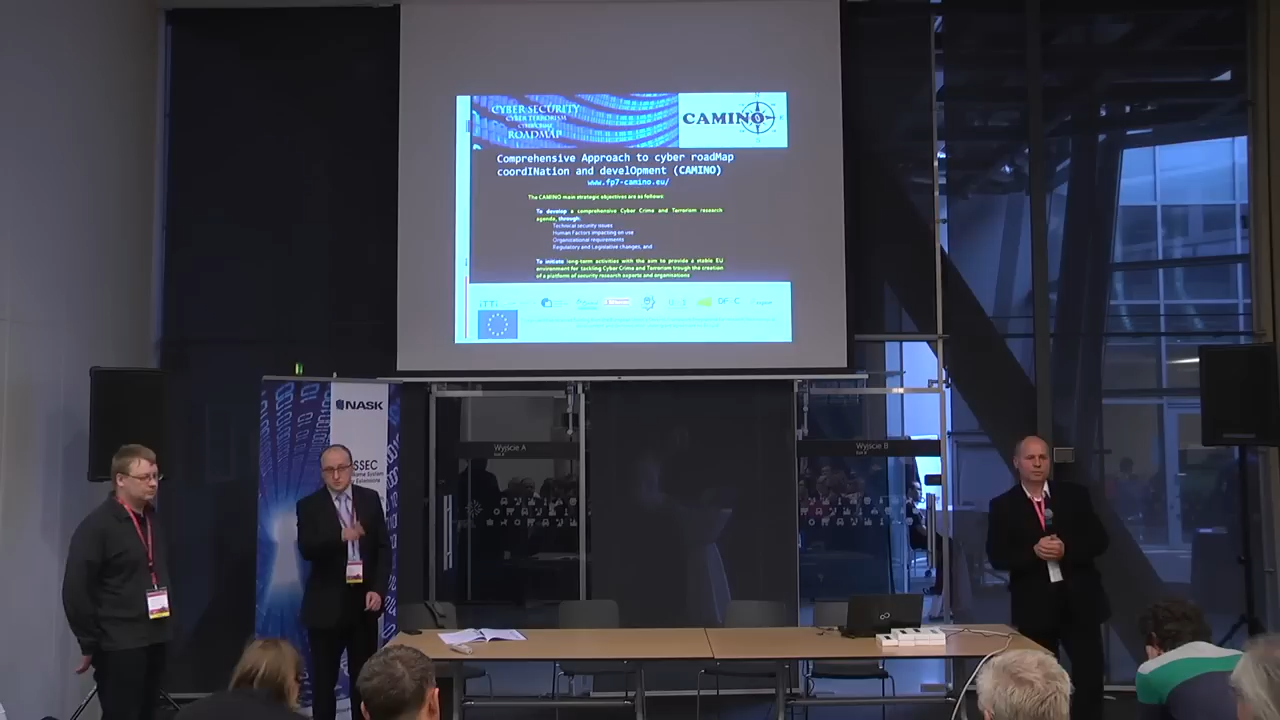 CYBER SECURITY
CYBER TERRORISM
CYBER CRIME
ROADMAP
CAMINO
N
E
Comprehensive Approach to cyber roadMap
coordINation and develOpment (CAMINO)
www.fp7-camino.eu/
The CAMINO main strategic objectives are as follows:
To develop a comprehensive Cyber Crime and Terrorism research
agenda, through:
Technical security issues
Human Factors impacting on use
Organizational requirements
Regulatory and Legislative changes, and
To initiate long-term activities with the aim to provide a stable EU
environment for tackling Cyber Crime and Terrorism trough the creation
of a platform of security research experts and organisations
iTTi
NASK
SSEC
Wyjście A
Wyjście B